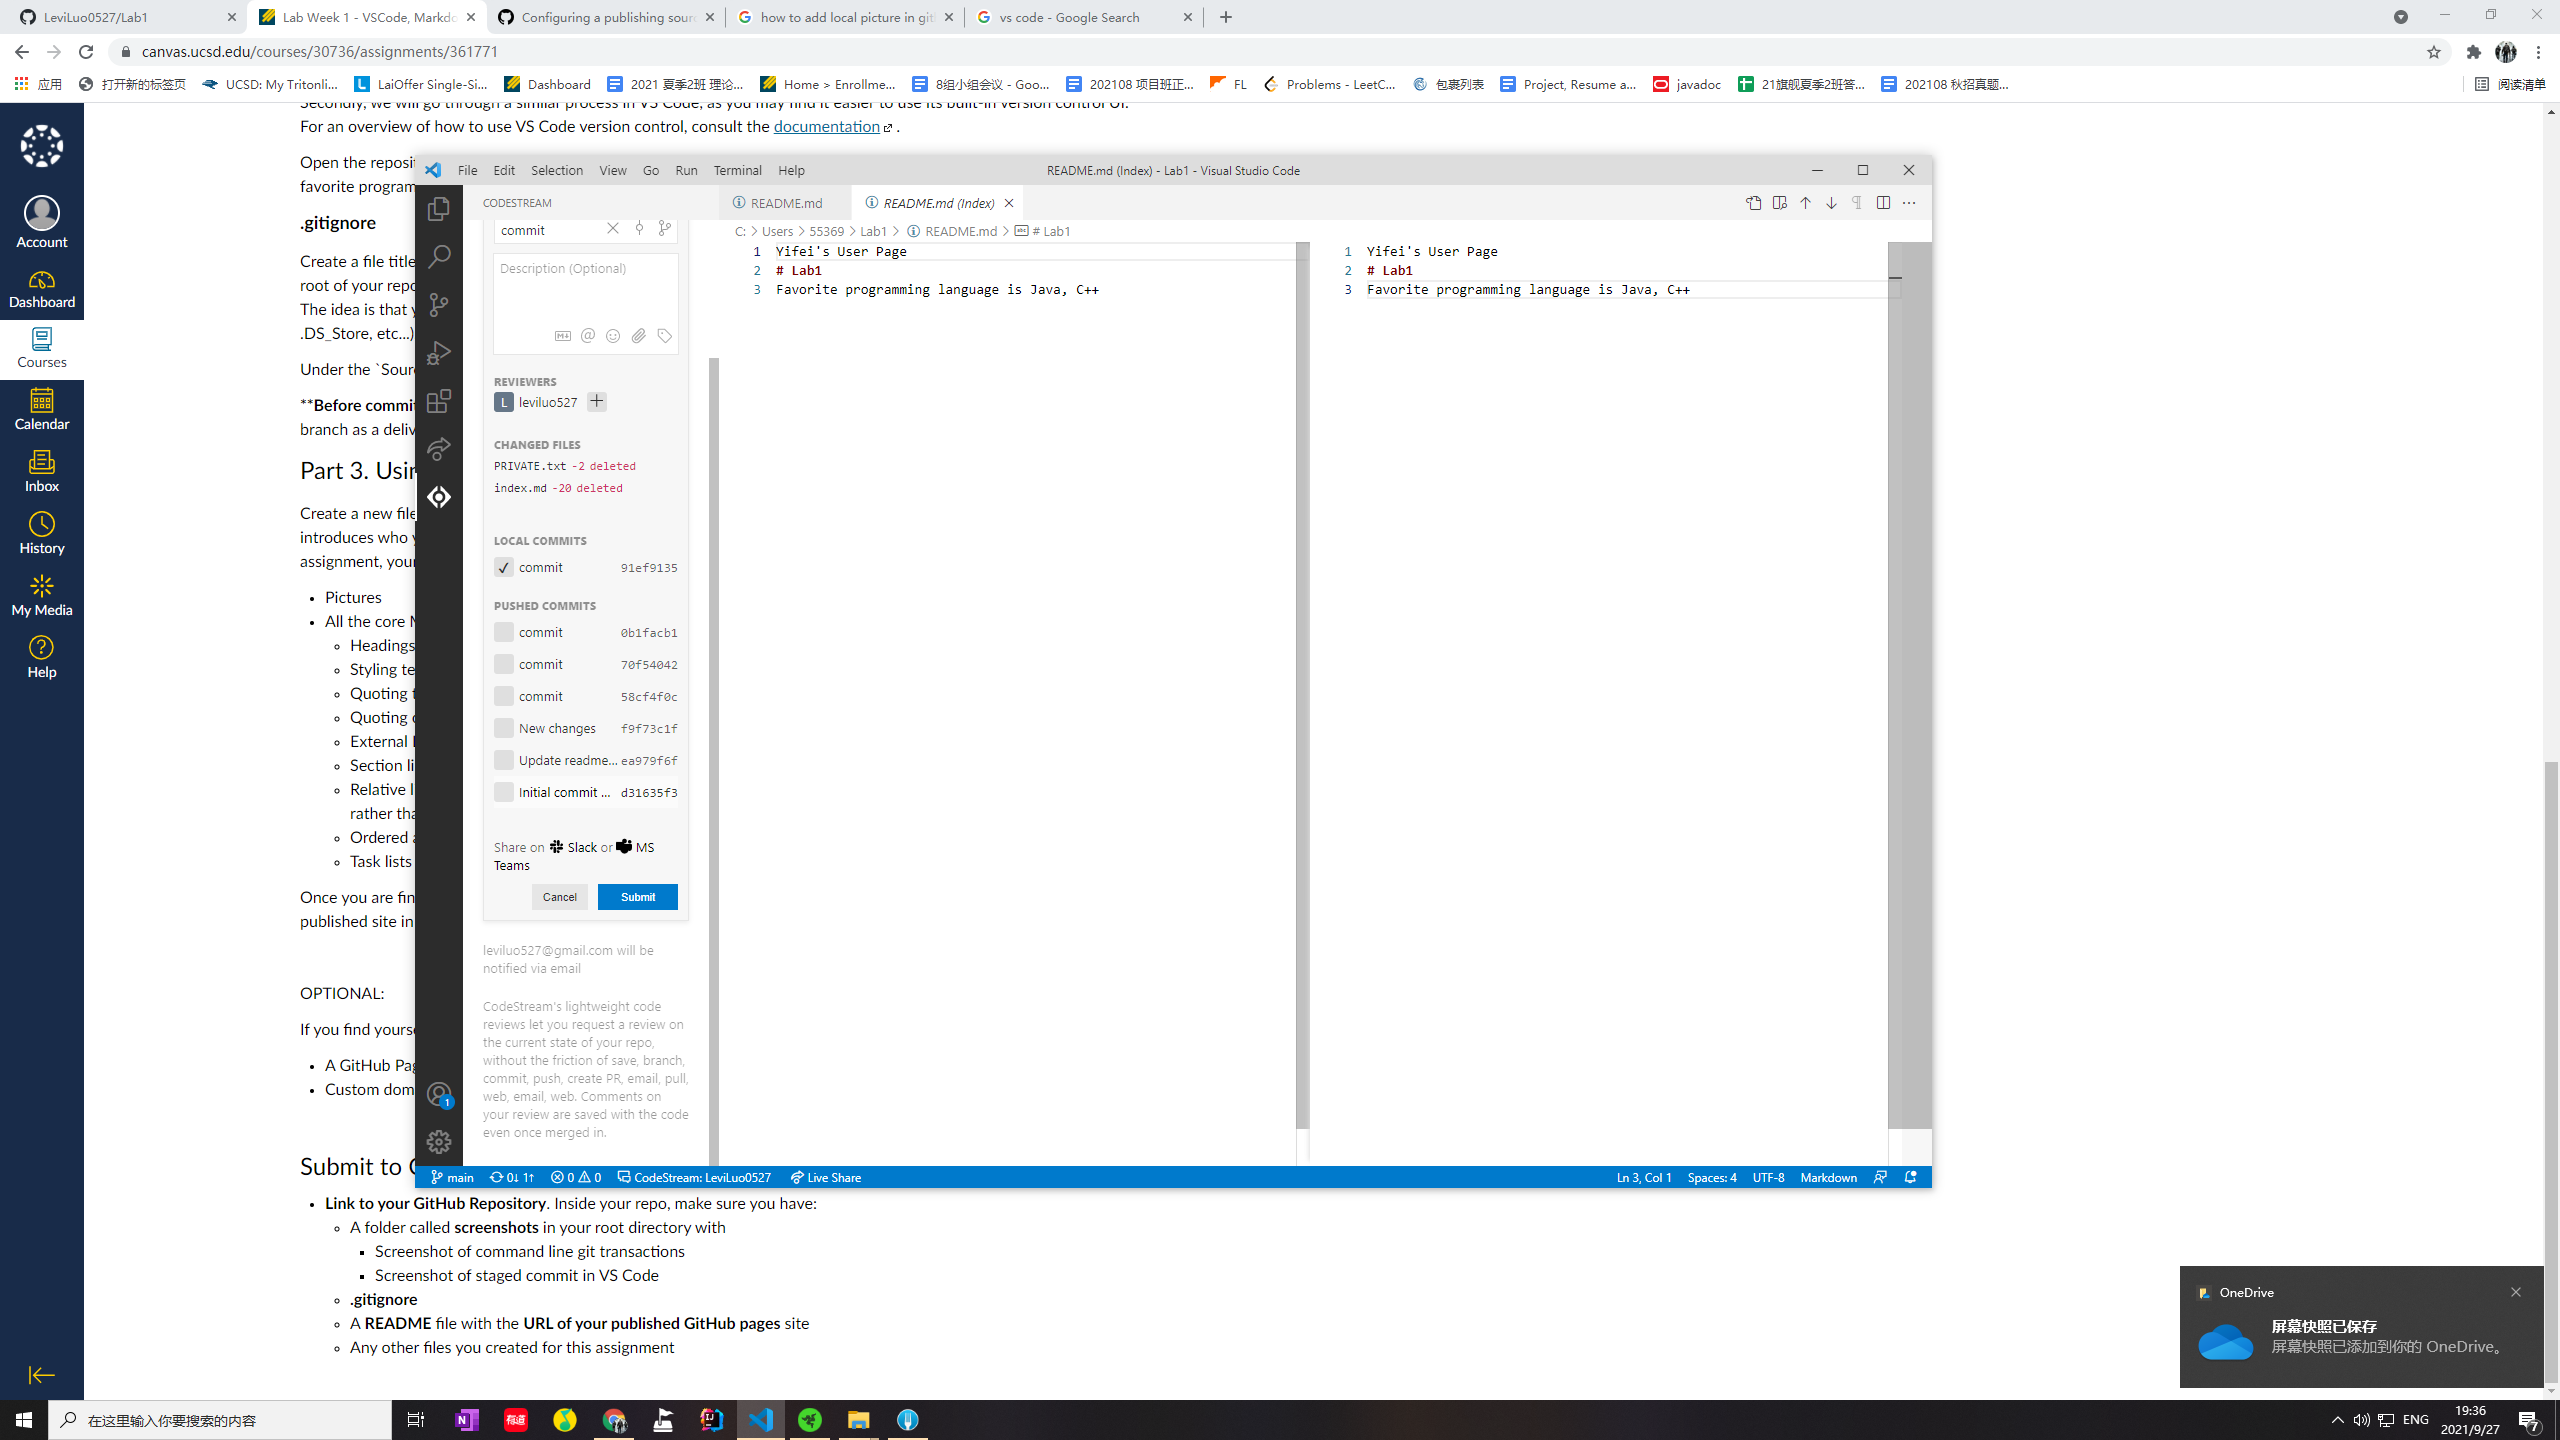 LeviLuo0527/Lab1
Lab Week 1 - VSCode, Markdo
Configuring a publishing sour
how to add local picture in git
vs code - Google Search
canvas.ucsd.edu/courses/30736/assignments/361771
应用
打开新的标签页
UCSD: My Tritonli...
LaiOffer Single-Si...
Dashboard
2021 夏季2班 理论...
Home > Enrollme...
8组小组会议 - Goo...
202108 项目班正...
FL
Problems - LeetC...
包裹列表
Project, Resume a...
javadoc
21旗舰夏季2班答...
202108 秋招真题...
阅读清单
Account
Dashboard
Courses
Calendar
Inbox
History
My Media
Help
Secondly, we will go through a similar process in VS Code, as you may find it easier to use its built-in version control UI.
For an overview of how to use VS Code version control, consult the documentation .
Open the reposit
favorite program
.gitignore
Create a file title
root of your repo
The idea is that y
.DS_Store, etc...)
Under the `Sour
**Before commit
branch as a deliv
Part 3. Usin
Create a new file
introduces who y
assignment, your
Pictures
All the core M
Headings
Styling te
Quoting t
Quoting c
External l
Section li
Relative l
rather tha
Ordered a
Task lists
Once you are fin
published site in
OPTIONAL:
If you find yourse
A GitHub Pag
Custom dom
Submit to C
Link to your GitHub Repository. Inside your repo, make sure you have:
A folder called screenshots in your root directory with
Screenshot of command line git transactions
Screenshot of staged commit in VS Code
.gitignore
A README file with the URL of your published GitHub pages site
Any other files you created for this assignment
File Edit Selection View Go Run Terminal Help
README.md (Index) - Lab1 - Visual Studio Code
CODESTREAM
README.md
README.md (Index)
commit
Description (Optional)
REVIEWERS
L leviluo527
CHANGED FILES
PRIVATE.txt -2 deleted
index.md -20 deleted
LOCAL COMMITS
commit 91ef9135
PUSHED COMMITS
commit 0b1facb1
commit 70f54042
commit 58cf4f0c
New changes f9f73c1f
Update readme... ea979f6f
Initial commit ... d31635f3
Share on Slack or MS
Teams
Cancel Submit
leviluo527@gmail.com will be
notified via email
CodeStream's lightweight code
reviews let you request a review on
the current state of your repo,
without the friction of save, branch,
commit, push, create PR, email, pull,
web, email, web. Comments on
your review are saved with the code
even once merged in.
C: > Users > 55369 > Lab1 > README.md > # Lab1
1 Yifei's User Page
2 # Lab1
3 Favorite programming language is Java, C++
1 Yifei's User Page
2 # Lab1
3 Favorite programming language is Java, C++
1
main 0↓ 1↑ 0 0 CodeStream: LeviLuo0527 Live Share
Ln 3, Col 1 Spaces: 4 UTF-8 Markdown
OneDrive
屏幕快照已保存
屏幕快照已添加到你的 OneDrive。
在这里输入你要搜索的内容
ENG
19:36
2021/9/27
7